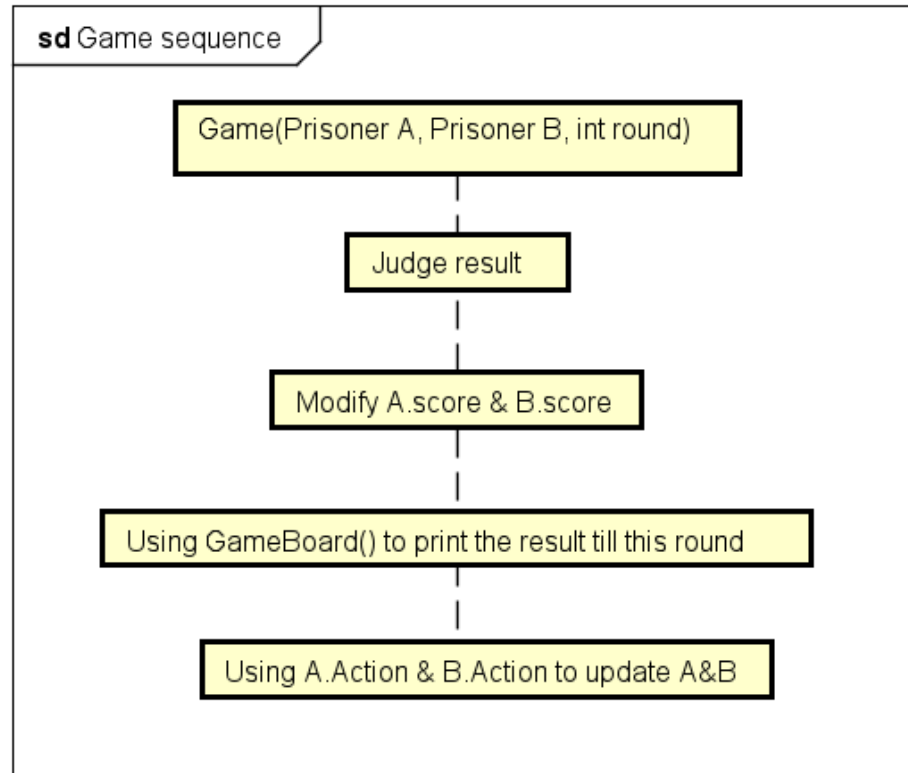 sd Game sequence
Game(Prisoner A, Prisoner B, int round)
Judge result
Modify A.score & B.score
Using GameBoard() to print the result till this round
Using A.Action & B.Action to update A&B